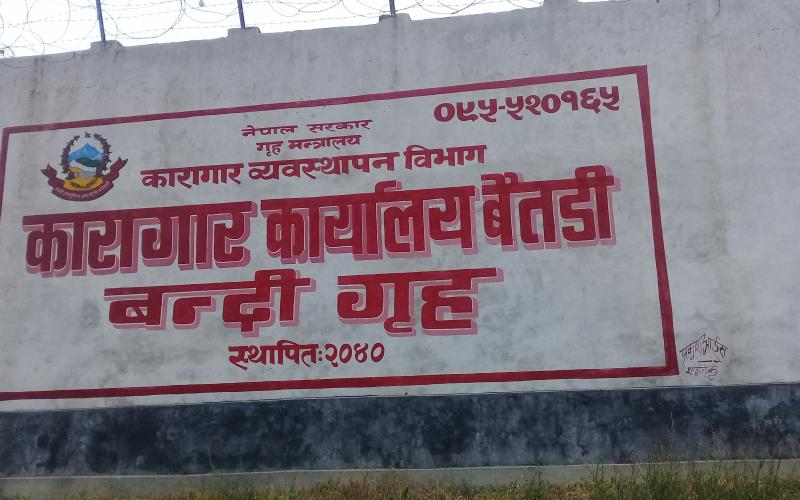 ०९५-५२०१६५
नेपाल सरकार
गृह मन्त्रालय
कारागार व्यवस्थापन विभाग
कारागार कार्यालय बैतडी
बन्दी गृह
स्थापितः२०४०